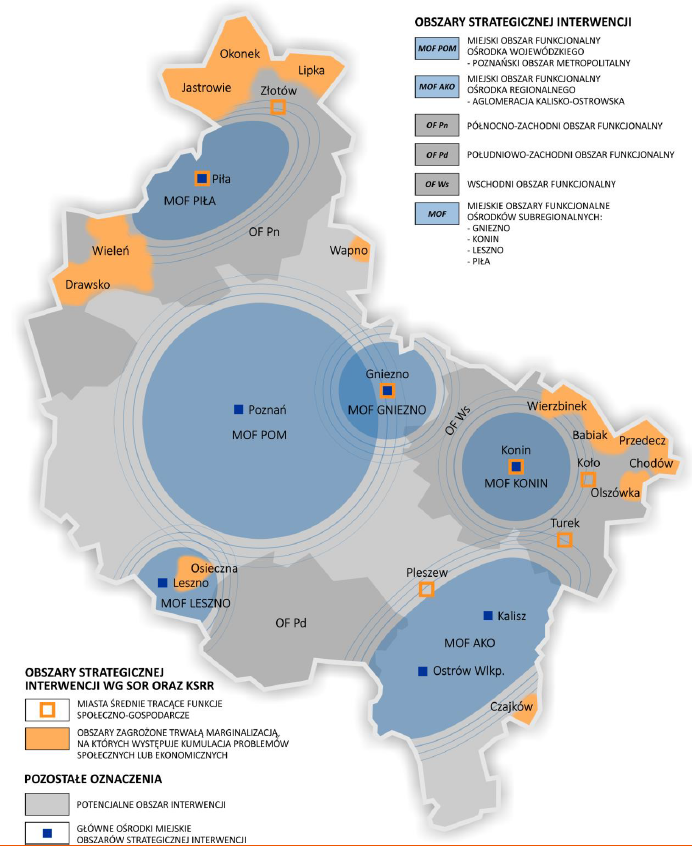 OBSZARY STRATEGICZNEJ INTERWENCJI
MOF POM
MIEJSKI OBSZAR FUNKCJONALNY
OŚRODKA WOJEWÓDZKIEGO
- POZNAŃSKI OBSZAR METROPOLITALNY
MOF AKO
MIEJSKI OBSZAR FUNKCJONALNY
OŚRODKA REGIONALNEGO
- AGLOMERACJA KALISKO-OSTROWSKA
OF Pn
PÓŁNOCNO-ZACHODNI OBSZAR FUNKCJONALNY
OF Pd
POŁUDNIOWO-ZACHODNI OBSZAR FUNKCJONALNY
OF Ws
WSCHODNI OBSZAR FUNKCJONALNY
MOF
MIEJSKIE OBSZARY FUNKCJONALNE
OŚRODKÓW SUBREGIONALNYCH:
- GNIEZNO
- KONIN
- LESZNO
- PIŁA
Okonek
Lipka
Jastrowie
Złotów
Piła
MOF PIŁA
OF Pn
Wieleń
Wapno
Drawsko
Gniezno
MOF GNIEZNO
Poznań
MOF POM
OF Ws
Wierzbinek
Babiak
Przedecz
Konin
Koło
Chodów
MOF KONIN
Olszówka
Turek
Osieczna
Leszno
MOF LESZNO
Pleszew
OF Pd
Kalisz
MOF AKO
Ostrów Wlkp.
Czajków
OBSZARY STRATEGICZNEJ
INTERWENCJI WG SOR ORAZ KSRR
MIASTA ŚREDNIE TRACĄCE FUNKCJE
SPOŁECZNO-GOSPODARCZE
OBSZARY ZAGROŻONE TRWAŁĄ MARGINALIZACJĄ,
NA KTÓRYCH WYSTĘPUJE KUMULACJA PROBLEMÓW
SPOŁECZNYCH LUB EKONOMICZNYCH
POZOSTAŁE OZNACZENIA
POTENCJALNE OBSZAR INTERWENCJI
GŁÓWNE OŚRODKI MIEJSKIE
OBSZARÓW STRATEGICZNEJ INTERWENCJI